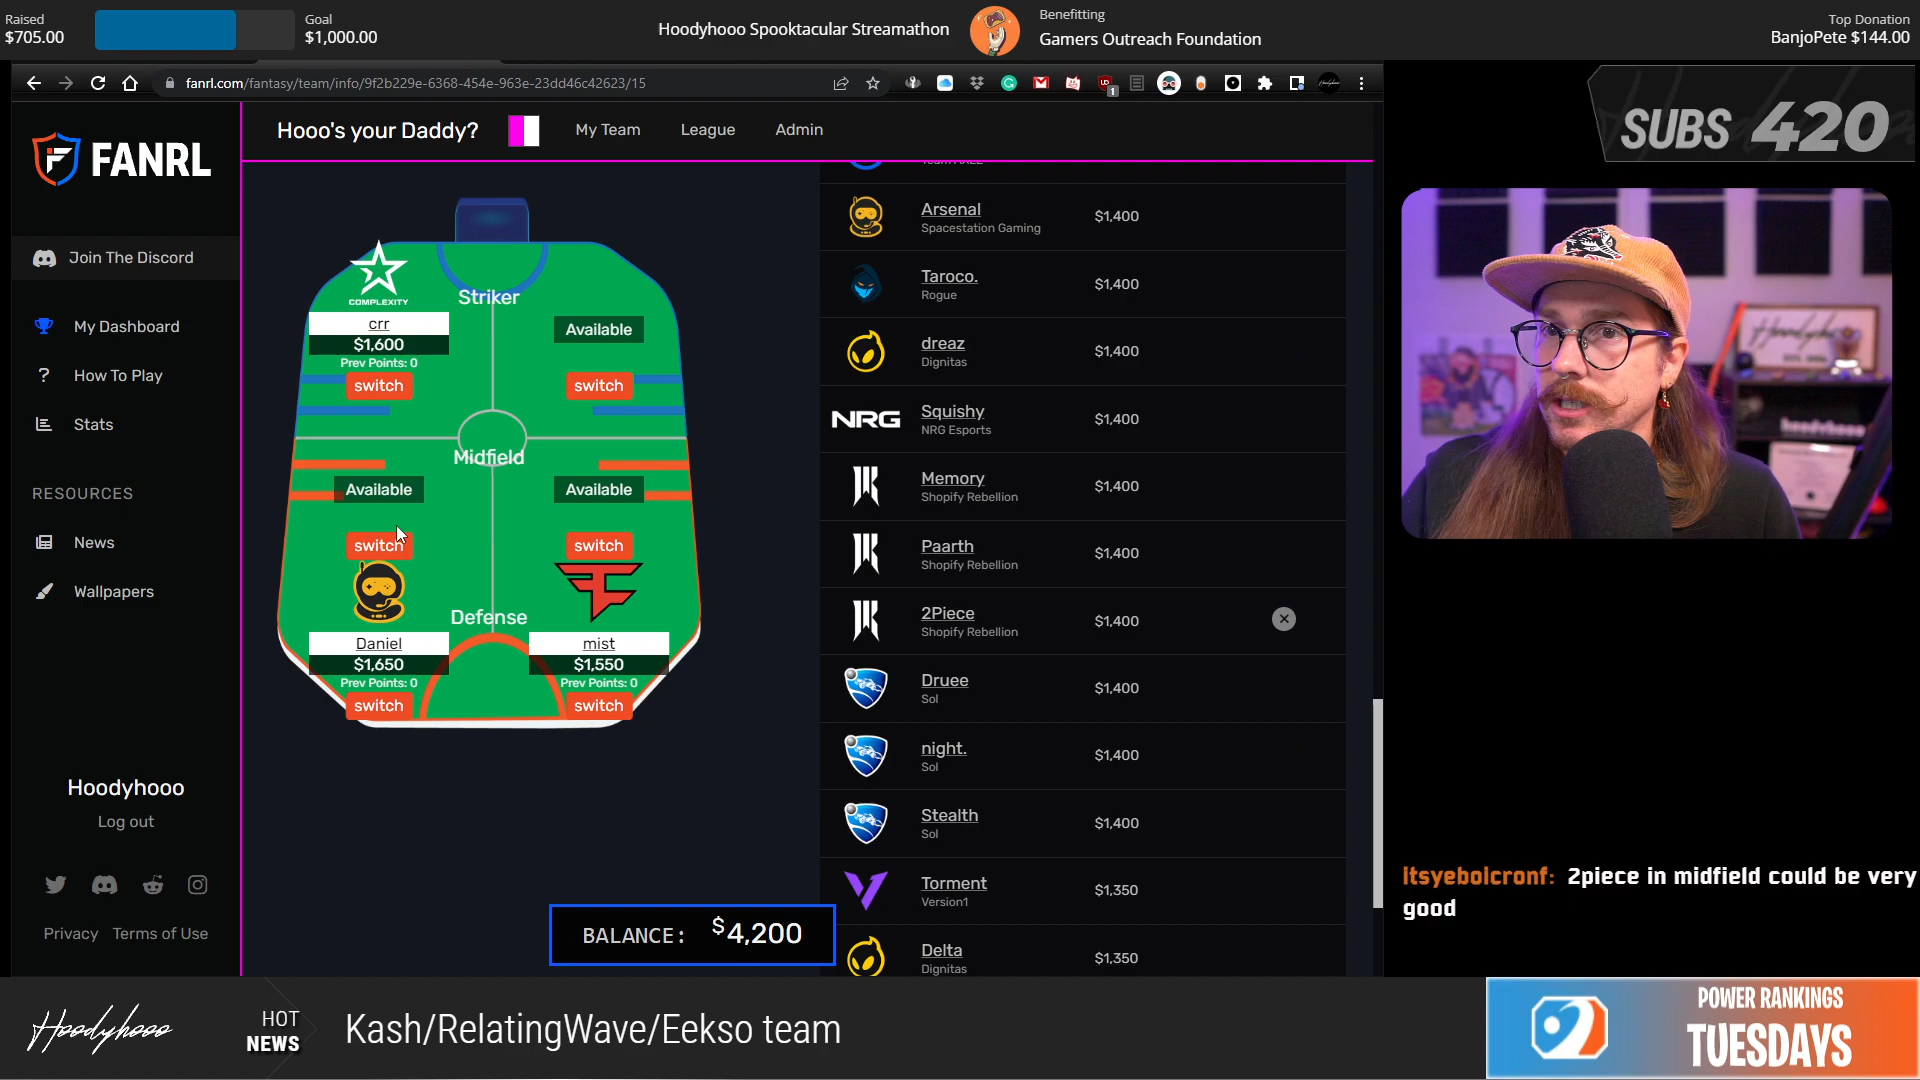 Raised
$705.00
Goal
$1,000.00
Hoodyhooo Spooktacular Streamathon
Benefitting
Gamers Outreach Foundation
Top Donation
BanjoPete $144.00
fanrl.com/fantasy/team/info/9f2b229e-6368-454e-963e-23dd46c42623/15
1
FANRL
Hooo's your Daddy?
My Team
League
Admin
Join The Discord
My Dashboard
? How To Play
Stats
RESOURCES
News
Wallpapers
Hoodyhooo
Log out
Privacy Terms of Use
Striker
COMPLEXITY
crr
$1,600
Prev Points: 0
switch
Available
switch
Midfield
Available
switch
Available
switch
Defense
Daniel
$1,650
Prev Points: 0
switch
mist
$1,550
Prev Points: 0
switch
BALANCE: $4,200
Arsenal
Spacestation Gaming
$1,400
Taroco.
Rogue
$1,400
dreaz
Dignitas
$1,400
NRG
Squishy
NRG Esports
$1,400
Memory
Shopify Rebellion
$1,400
Paarth
Shopify Rebellion
$1,400
2Piece
Shopify Rebellion
$1,400
Druee
Sol
$1,400
night.
Sol
$1,400
Stealth
Sol
$1,400
Torment
Version1
$1,350
Delta
Dignitas
$1,350
SUBS 420
itsyeboicronf: 2piece in midfield could be very
good
Hoodyhooo
HOT
NEWS
Kash/RelatingWave/Eekso team
POWER RANKINGS
TUESDAYS